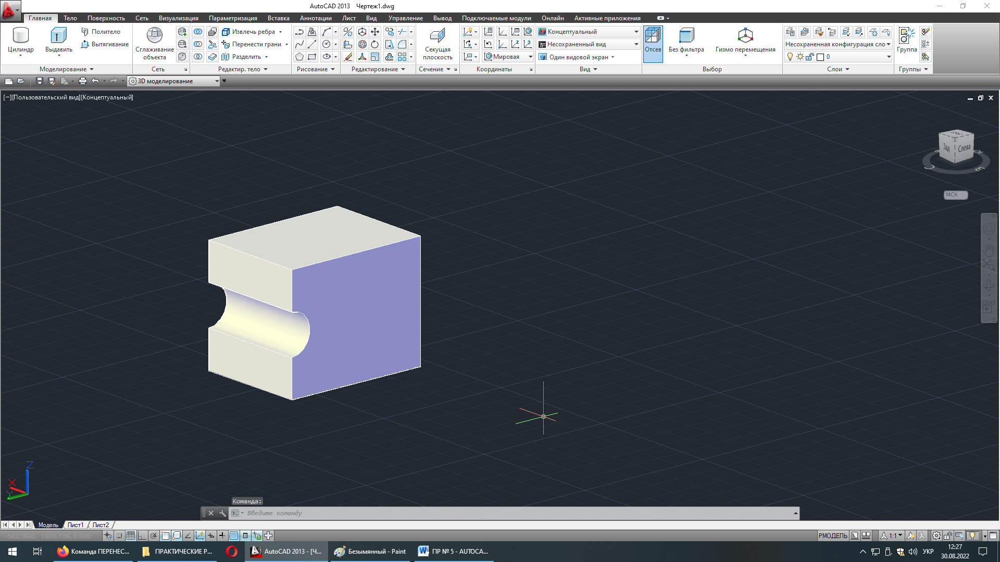 AutoCAD 2013 Чертеж1.dwg
Главная Тело Поверхность Сеть Визуализация Параметризация Вставка Аннотации Лист Вид Управление Вывод Подключаемые модули Онлайн Активные приложения
Политело
Вытягивание
Цилиндр
Выдавить
Сглаживание
объекта
Извлечь ребра
Перенести грани
Разделить
Секущая
плоскость
Мировая
Концептуальный
Несохраненный вид
Один видовой экран
Отсев
Без фильтра
Гизмо перемещения
Несохраненная конфигурация сло
0
Группа
Моделирование Сеть Редактир. тело Рисование Редактирование Сечение Координаты Вид Выбор Слои Группы
3D моделирование
[−][Пользовательский вид][Концептуальный]
Зад Слева
МСК
Z
X
Y
Команда:
Введите команду
Модель Лист1 Лист2
-5432.8660, 13699.7396, 0.0000
РМОДЕЛЬ 1:1
Команда ПЕРЕНЕС...
ПРАКТИЧЕСКИЕ Р...
AutoCAD 2013 - [Ч...
Безымянный - Paint
ПР № 5 - AUTOCA...
УКР
12:27
30.08.2022